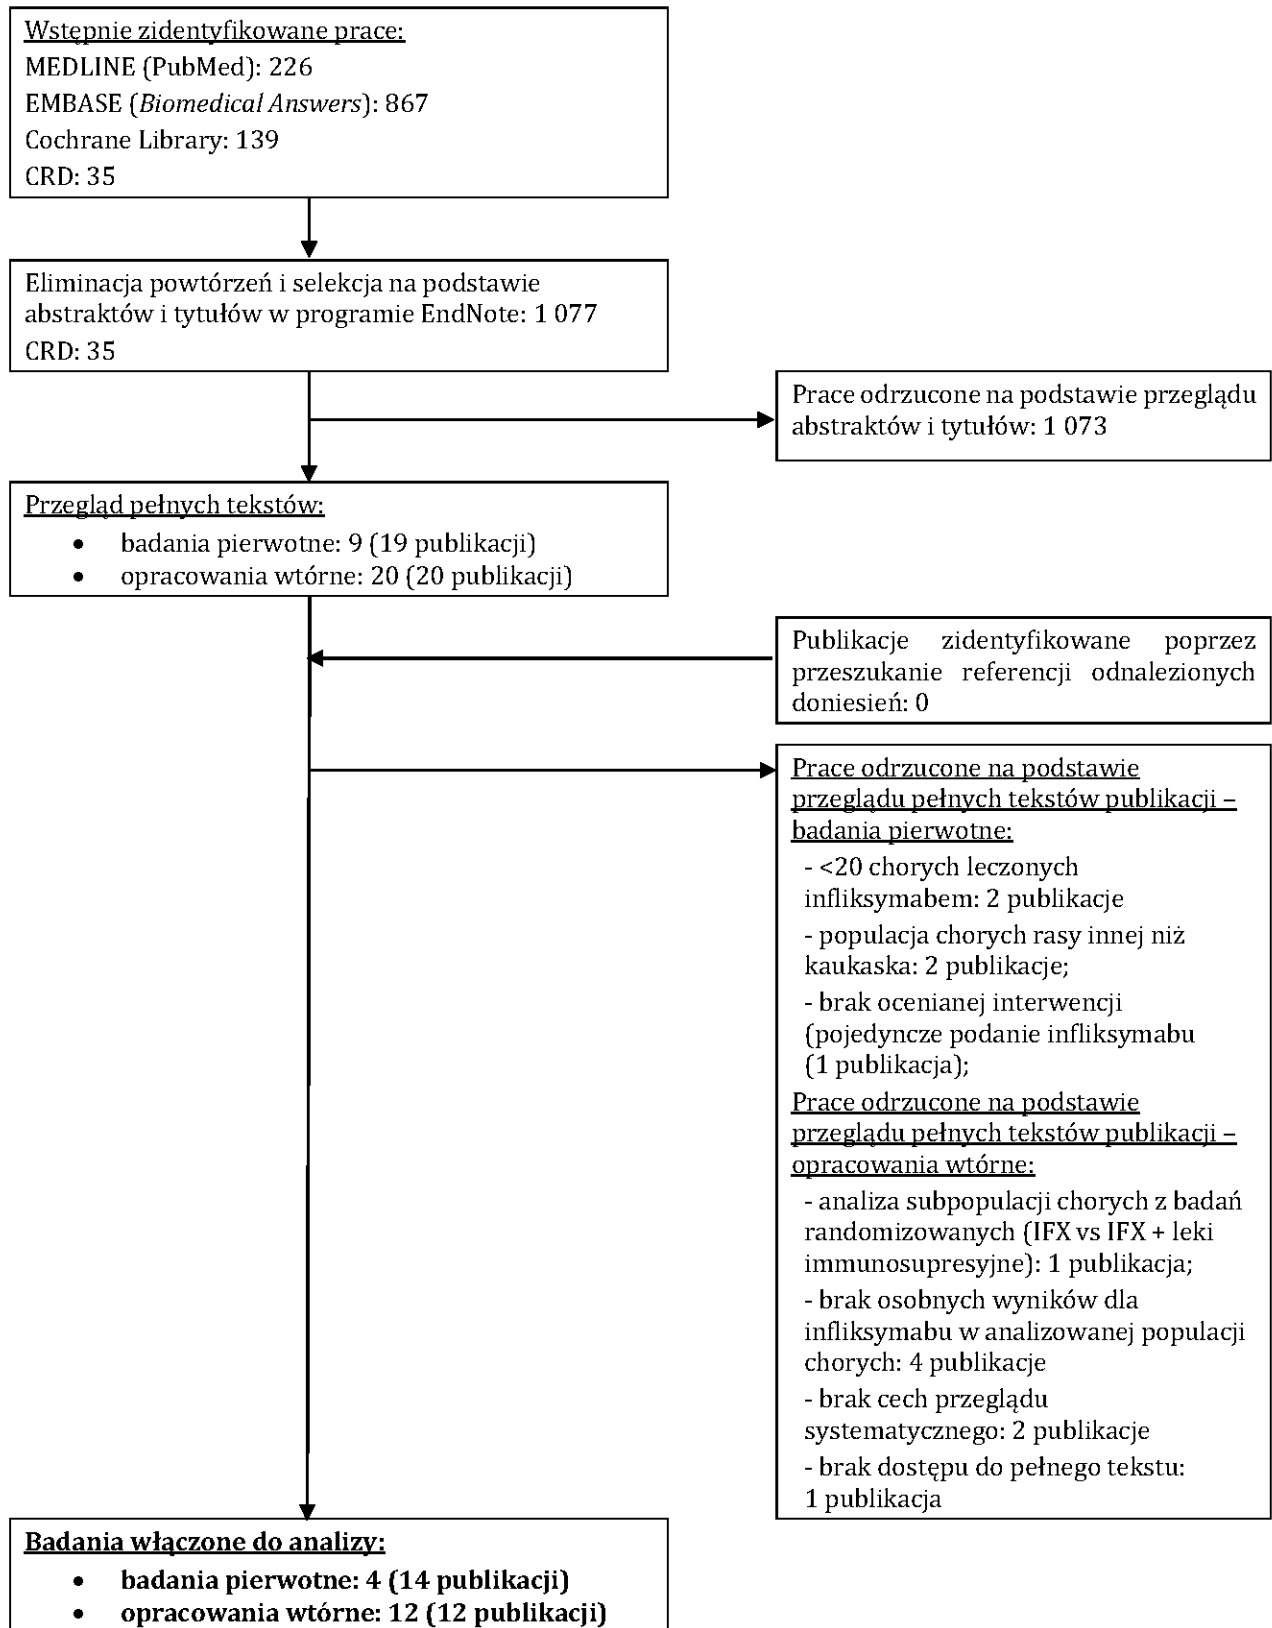 Wstępnie zidentyfikowane prace:
MEDLINE (PubMed): 226
EMBASE (Biomedical Answers): 867
Cochrane Library: 139
CRD: 35
Eliminacja powtórzeń i selekcja na podstawie
abstraktów i tytułów w programie EndNote: 1 077
CRD: 35
Prace odrzucone na podstawie przeglądu
abstraktów i tytułów: 1 073
Przegląd pełnych tekstów:
• badania pierwotne: 9 (19 publikacji)
• opracowania wtórne: 20 (20 publikacji)
Publikacje zidentyfikowane poprzez
przeszukanie referencji odnalezionych
doniesień: 0
Prace odrzucone na podstawie
przeglądu pełnych tekstów publikacji –
badania pierwotne:
- <20 chorych leczonych
infliksymabem: 2 publikacje
- populacja chorych rasy innej niż
kaukaska: 2 publikacje;
- brak ocenianej interwencji
(pojedyncze podanie infliksymabu
(1 publikacja);
Prace odrzucone na podstawie
przeglądu pełnych tekstów publikacji –
opracowania wtórne:
- analiza subpopulacji chorych z badań
randomizowanych (IFX vs IFX + leki
immunosupresyjne): 1 publikacja;
- brak osobnych wyników dla
infliksymabu w analizowanej populacji
chorych: 4 publikacje
- brak cech przeglądu
systematycznego: 2 publikacje
- brak dostępu do pełnego tekstu:
1 publikacja
Badania włączone do analizy:
• badania pierwotne: 4 (14 publikacji)
• opracowania wtórne: 12 (12 publikacji)